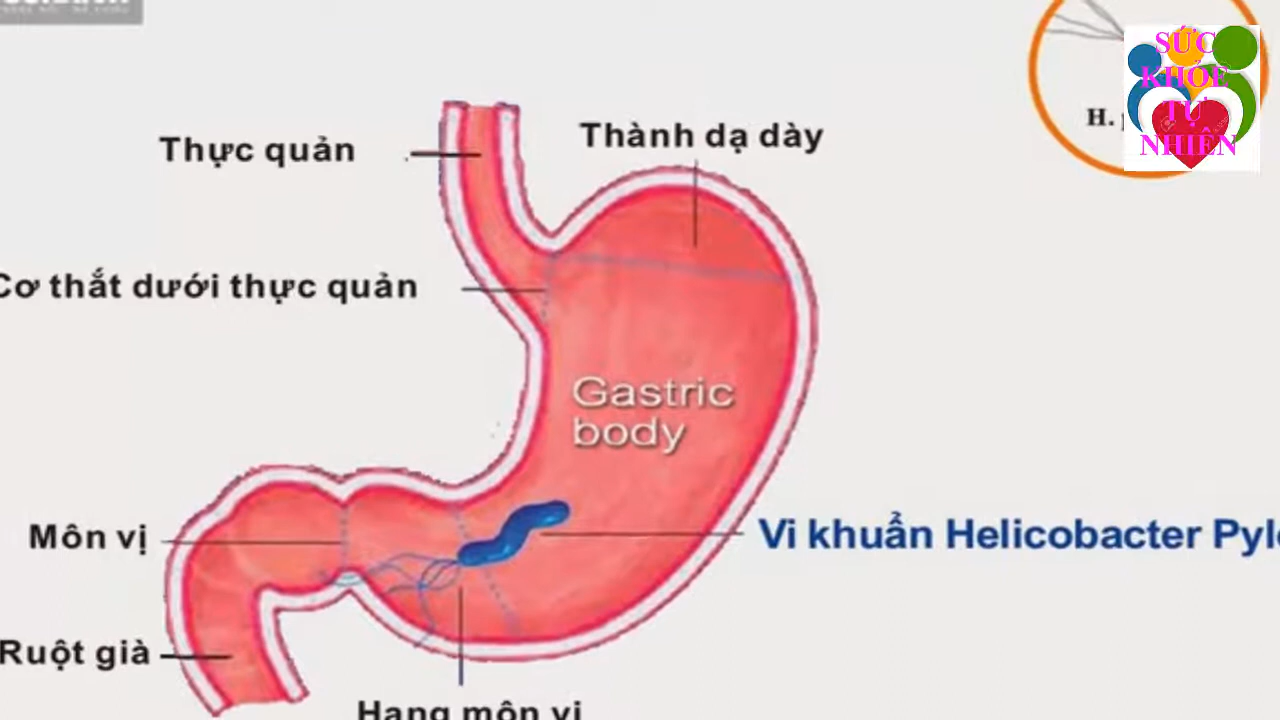 SỨC
KHỎE
TỰ
NHIÊN
H.
Thực quản
Thành dạ dày
Cơ thắt dưới thực quản
Gastric
body
Môn vị
Vi khuẩn Helicobacter
Ruột già
Hang môn vị